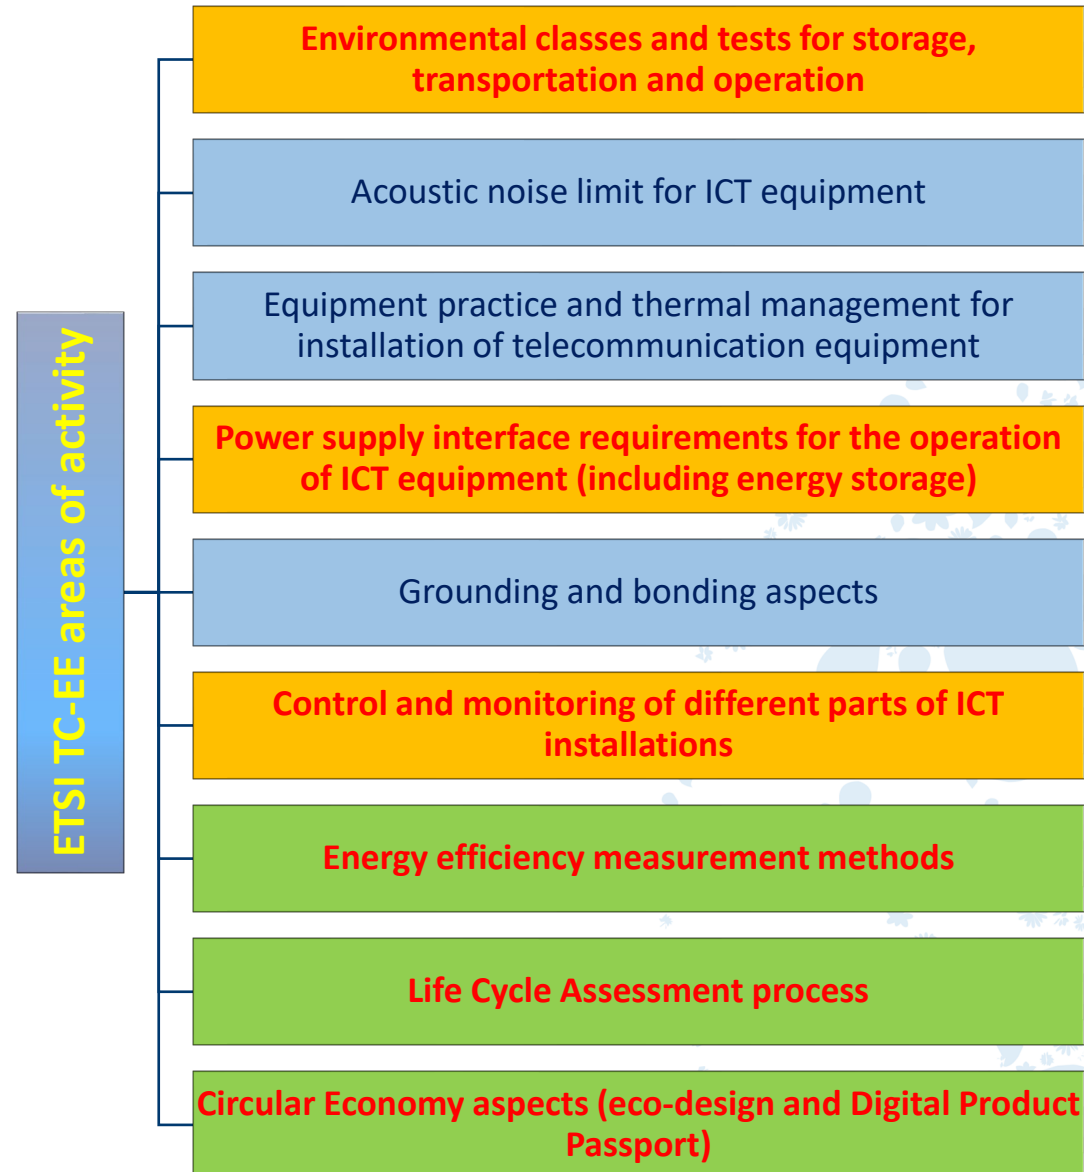 ETSI TC-EE areas of activity
Environmental classes and tests for storage,
transportation and operation
Acoustic noise limit for ICT equipment
Equipment practice and thermal management for
installation of telecommunication equipment
Power supply interface requirements for the operation
of ICT equipment (including energy storage)
Grounding and bonding aspects
Control and monitoring of different parts of ICT
installations
Energy efficiency measurement methods
Life Cycle Assessment process
Circular Economy aspects (eco-design and Digital Product
Passport)